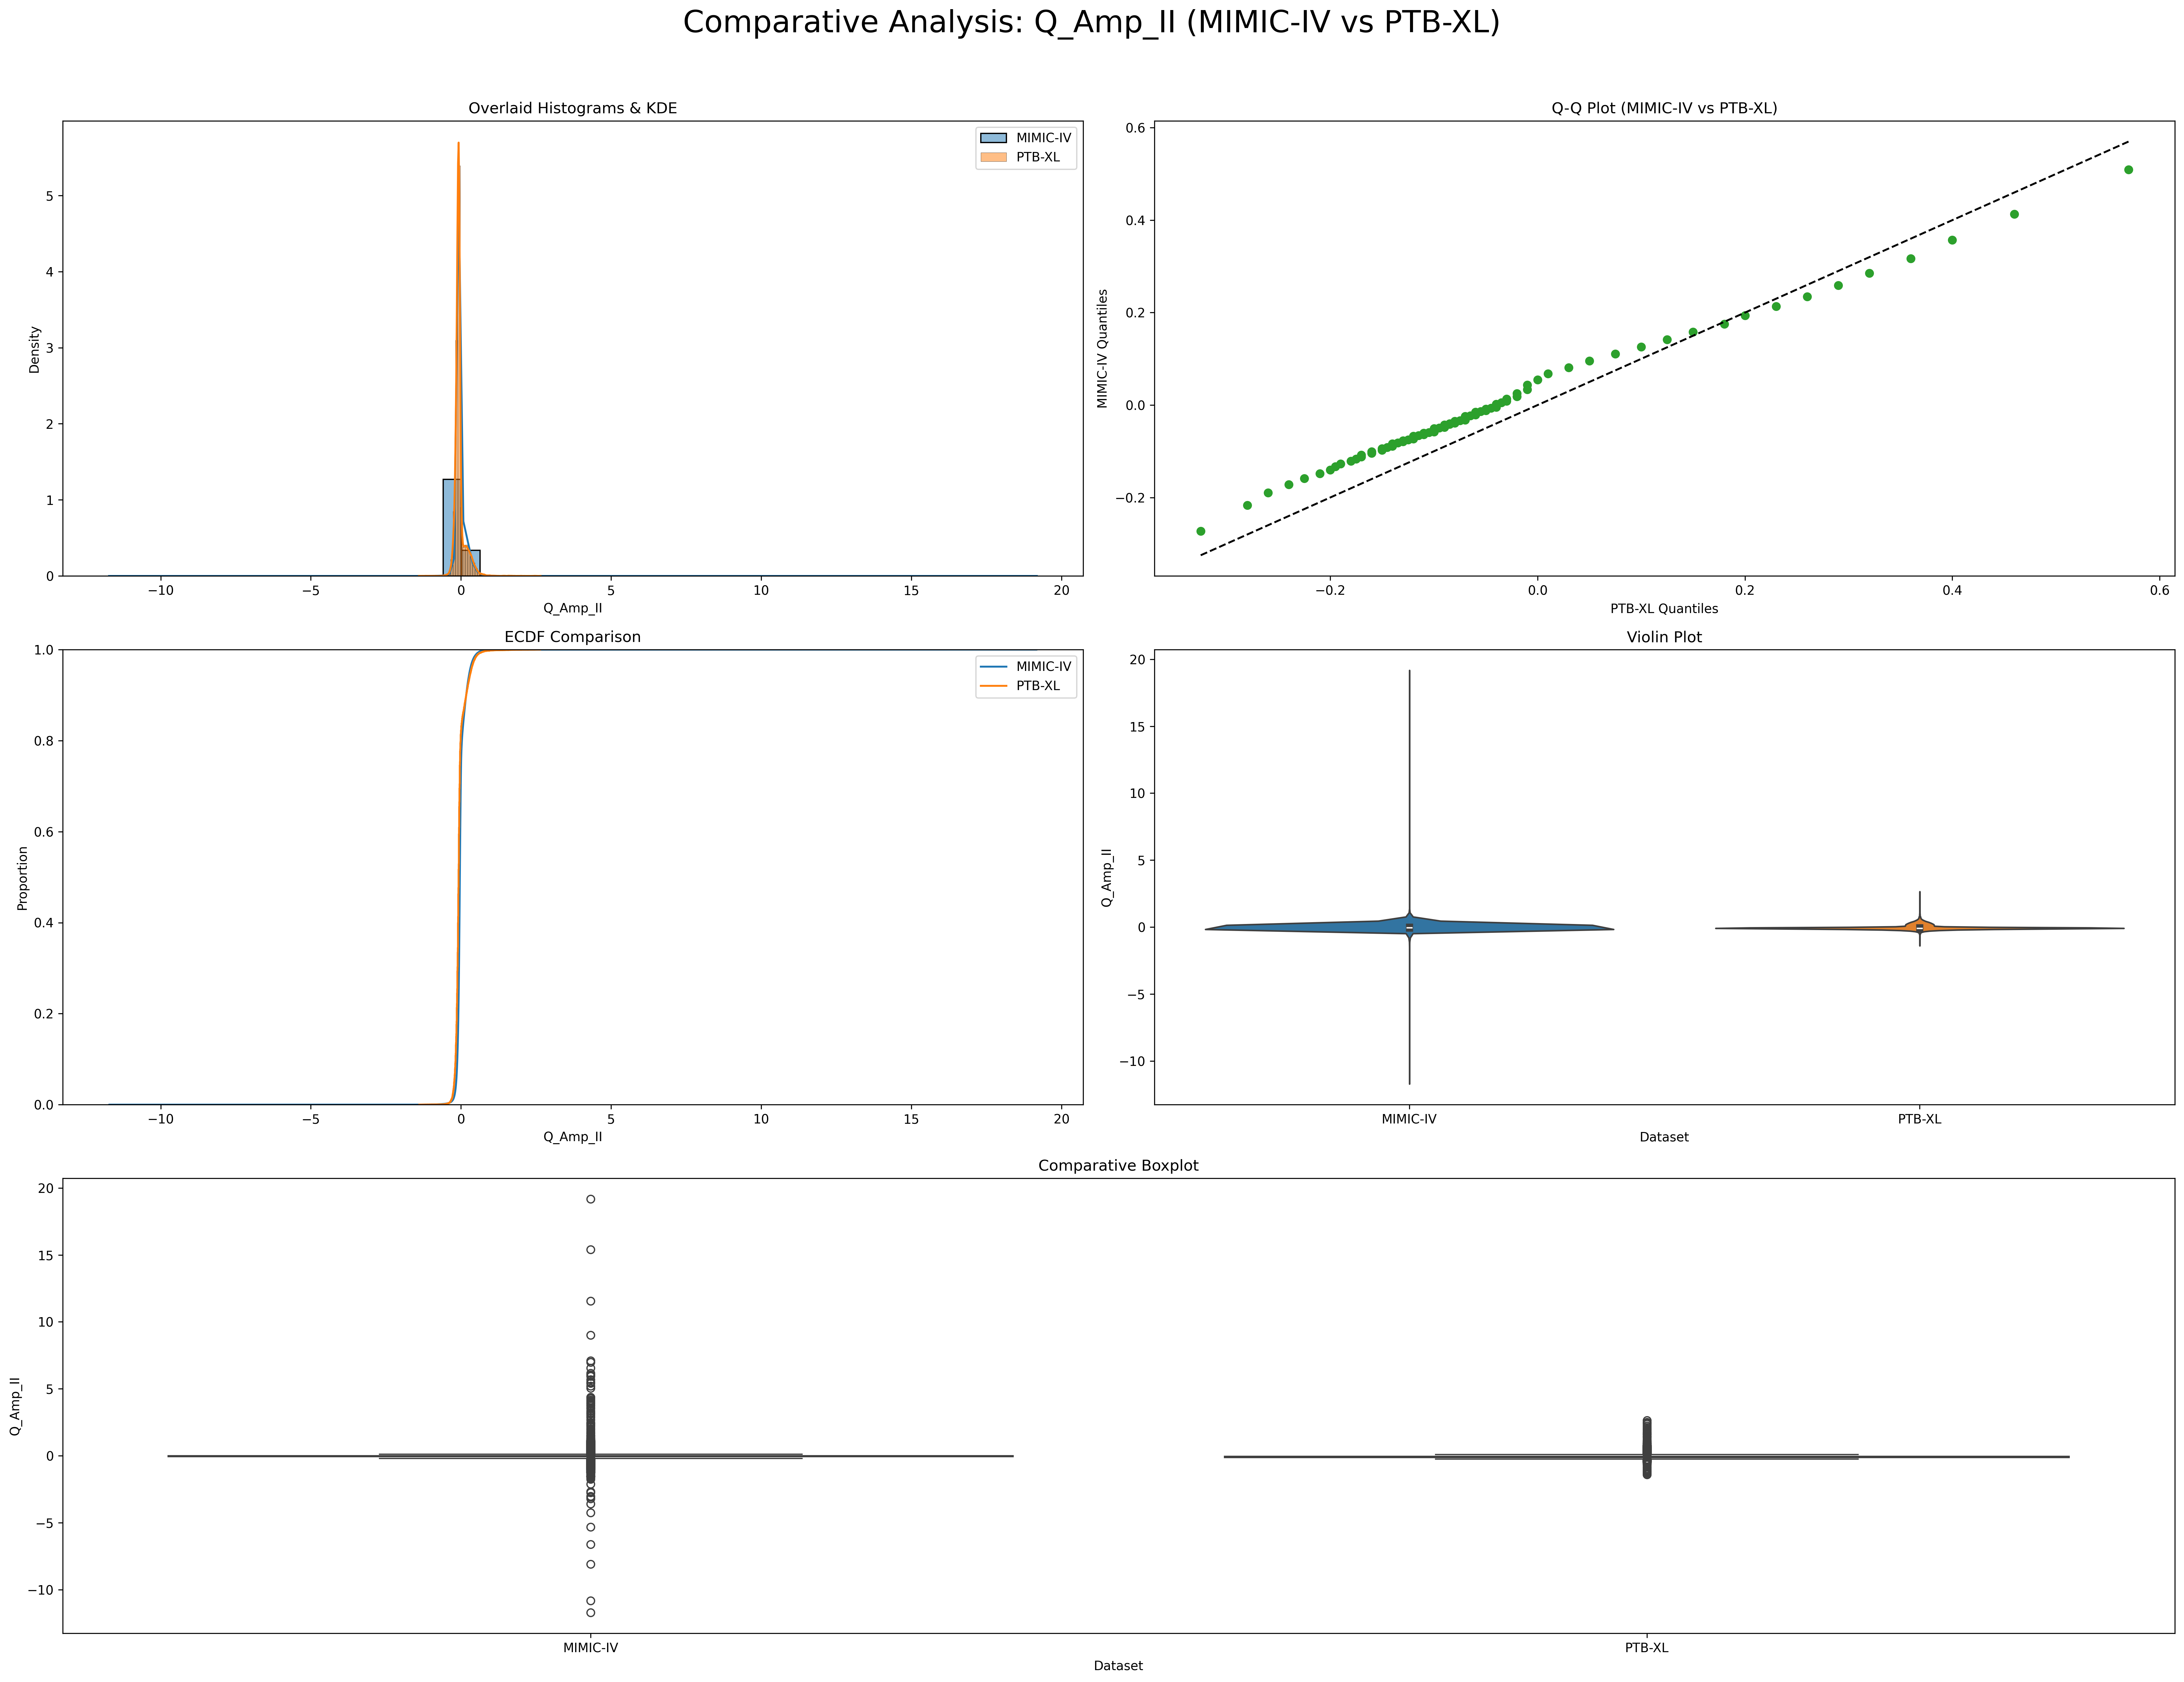 Comparative Analysis: Q_Amp_II (MIMIC-IV vs PTB-XL)
Overlaid Histograms & KDE
Density
5
4
3
2
1
0
MIMIC-IV
PTB-XL
−10 −5 0 5 10 15 20
Q_Amp_II
Q-Q Plot (MIMIC-IV vs PTB-XL)
MIMIC-IV Quantiles
0.6
0.4
0.2
0.0
−0.2
−0.2 0.0 0.2 0.4 0.6
PTB-XL Quantiles
ECDF Comparison
Proportion
1.0
0.8
0.6
0.4
0.2
0.0
MIMIC-IV
PTB-XL
−10 −5 0 5 10 15 20
Q_Amp_II
Violin Plot
Q_Amp_II
20
15
10
5
0
−5
−10
MIMIC-IV PTB-XL
Dataset
Comparative Boxplot
Q_Amp_II
20
15
10
5
0
−5
−10
MIMIC-IV PTB-XL
Dataset